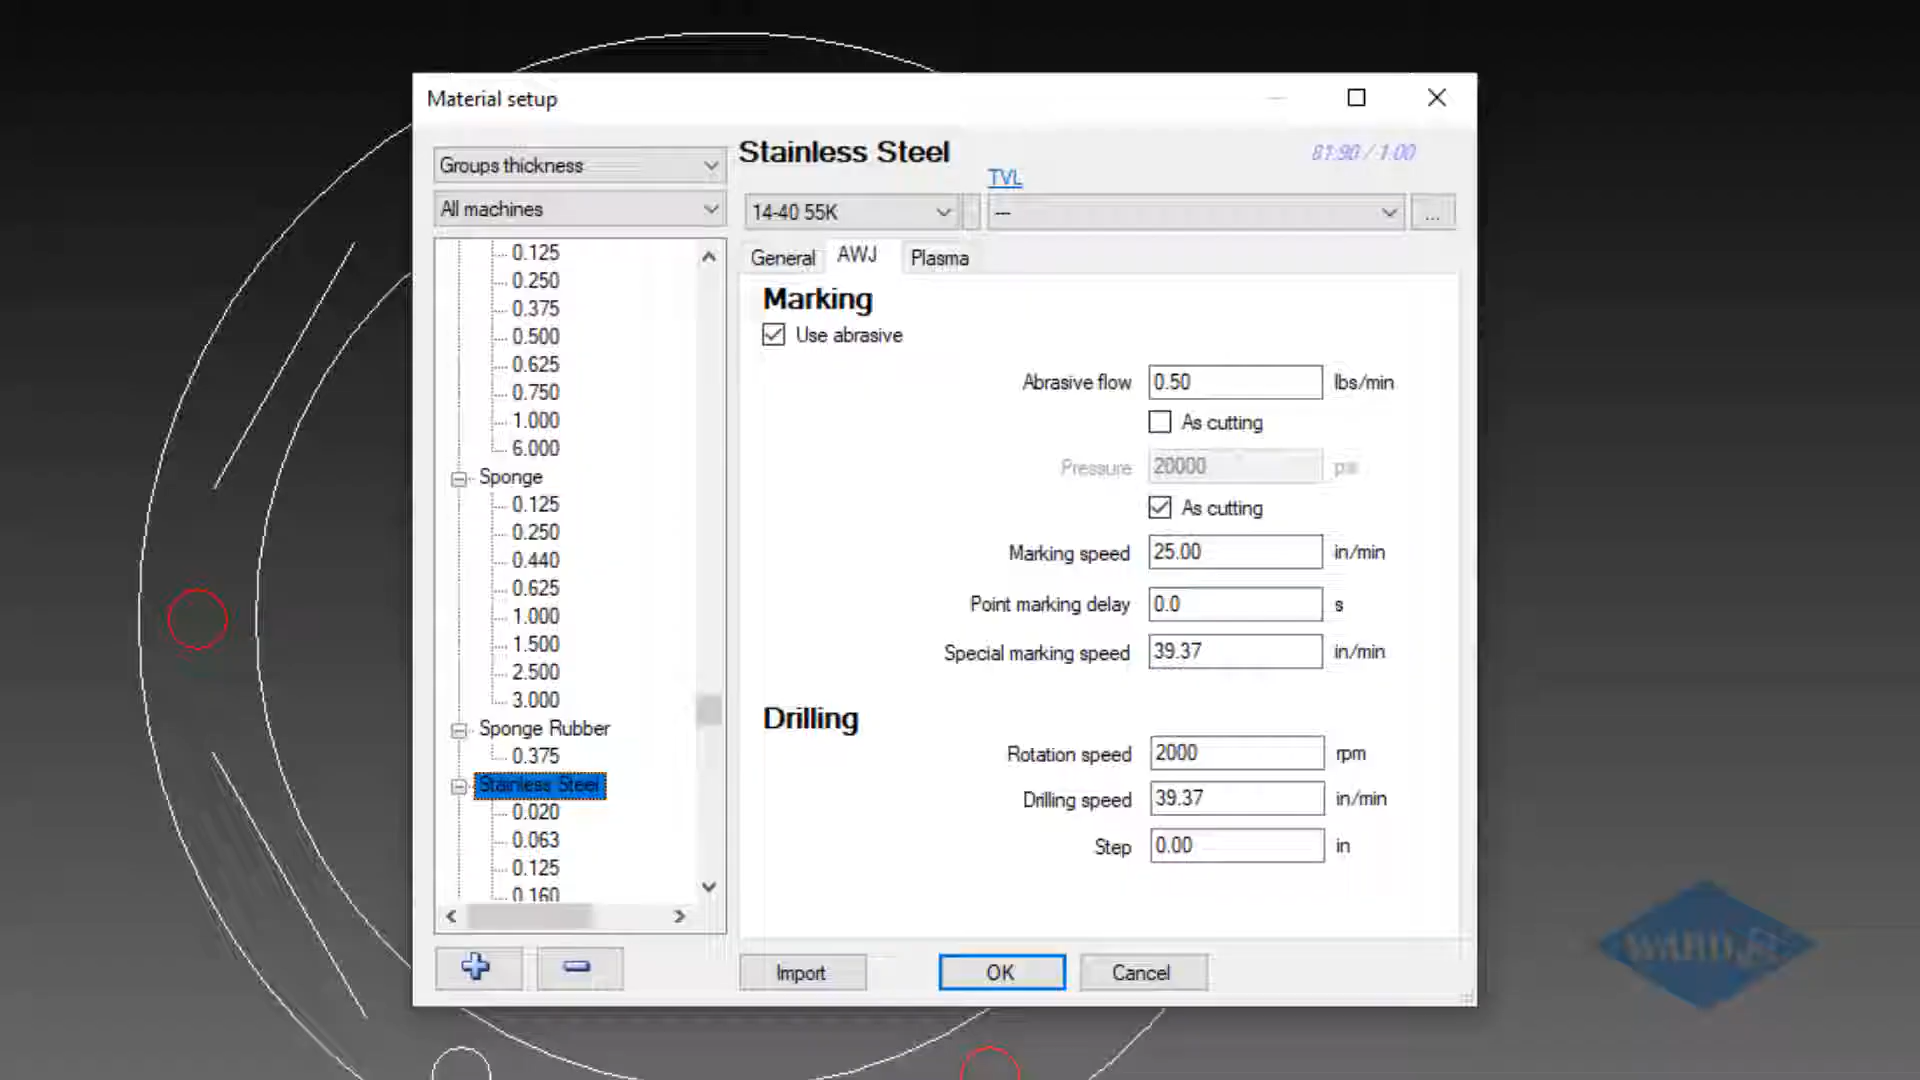 Material setup
Groups thickness
All machines
0.125
0.250
0.375
0.500
0.625
0.750
1.000
6.000
Sponge
0.125
0.250
0.440
0.625
1.000
1.500
2.500
3.000
Sponge Rubber
0.375
Stainless Steel
0.020
0.063
0.125
0.160
Stainless Steel
81.90 / 1.00
TVL
14-40 55K
---
...
General
AWJ
Plasma
Marking
Use abrasive
Abrasive flow 0.50 lbs/min
As cutting
Pressure 20000 psi
As cutting
Marking speed 25.00 in/min
Point marking delay 0.0 s
Special marking speed 39.37 in/min
Drilling
Rotation speed 2000 rpm
Drilling speed 39.37 in/min
Step 0.00 in
Import
OK
Cancel